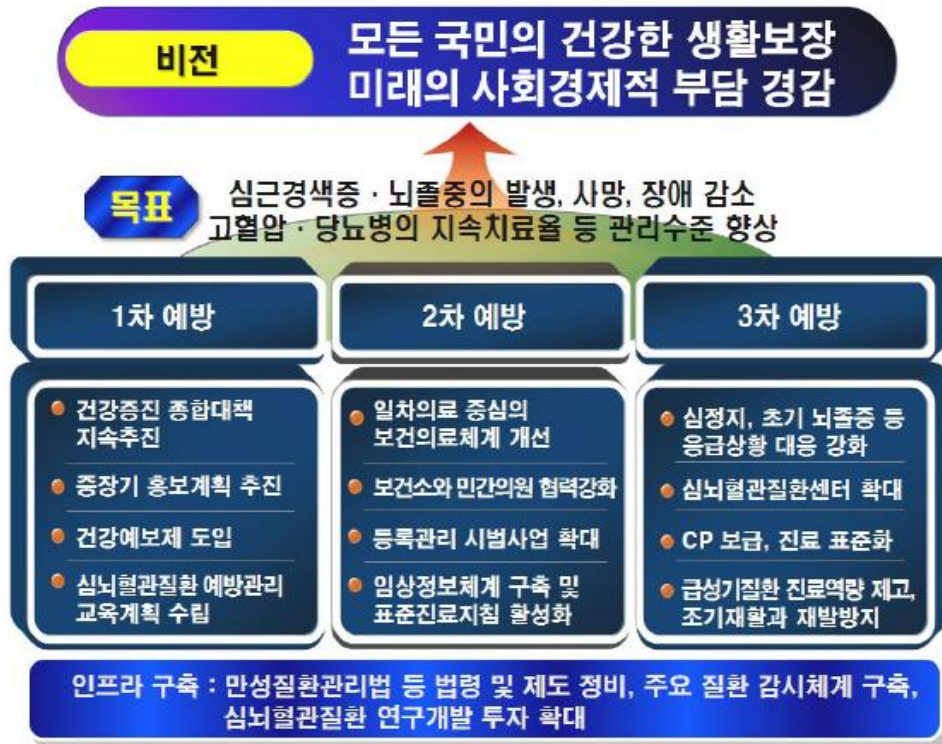 비전
모든 국민의 건강한 생활보장
미래의 사회경제적 부담 경감
목표
심근경색증 · 뇌졸중의 발생, 사망, 장애 감소
고혈압 · 당뇨병의 지속치료율 등 관리수준 향상
1차 예방
건강증진 종합대책
지속추진
중장기 홍보계획 추진
건강예보제 도입
심뇌혈관질환 예방관리
교육계획 수립
2차 예방
일차의료 중심의
보건의료체계 개선
보건소와 민간의원 협력강화
등록관리 시범사업 확대
임상정보체계 구축 및
표준진료지침 활성화
3차 예방
심정지, 초기 뇌졸증 등
응급상황 대응 강화
심뇌혈관질환센터 확대
CP 보급, 진료 표준화
급성기질환 진료역량 제고,
조기재활과 재발방지
인프라 구축 : 만성질환관리법 등 법령 및 제도 정비, 주요 질환 감시체계 구축,
심뇌혈관질환 연구개발 투자 확대